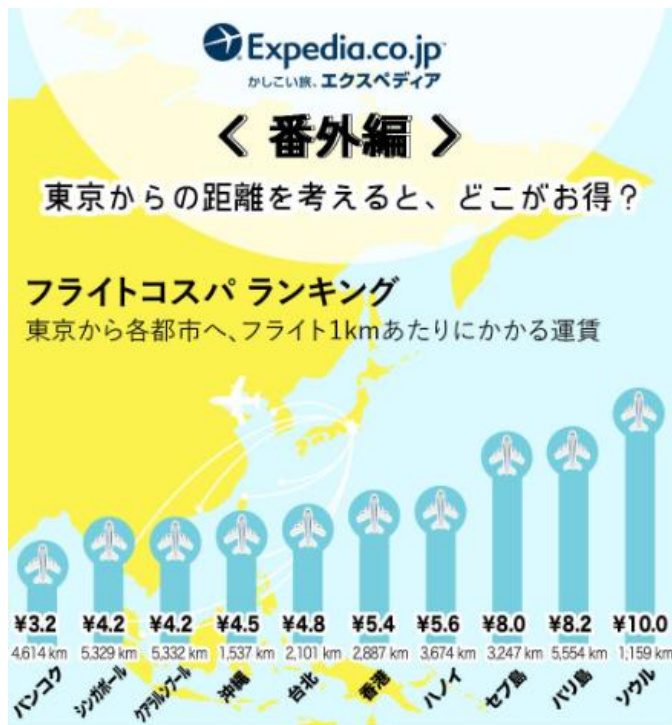 Expedia.co.jp
かしこい旅、エクスペディア
< 番外編 >
東京からの距離を考えると、どこがお得?
フライトコスパ ランキング
東京から各都市へ、フライト1kmあたりにかかる運賃
¥3.2 ¥4.2 ¥4.2 ¥4.5 ¥4.8 ¥5.4 ¥5.6 ¥8.0 ¥8.2 ¥10.0
4,614 km 5,329 km 5,332 km 1,537 km 2,101 km 2,887 km 3,674 km 3,247 km 5,554 km 1,159 km
バンコク シンガポール クアラルンプール 沖縄 台北 香港 ハノイ セブ島 バリ島 ソウル